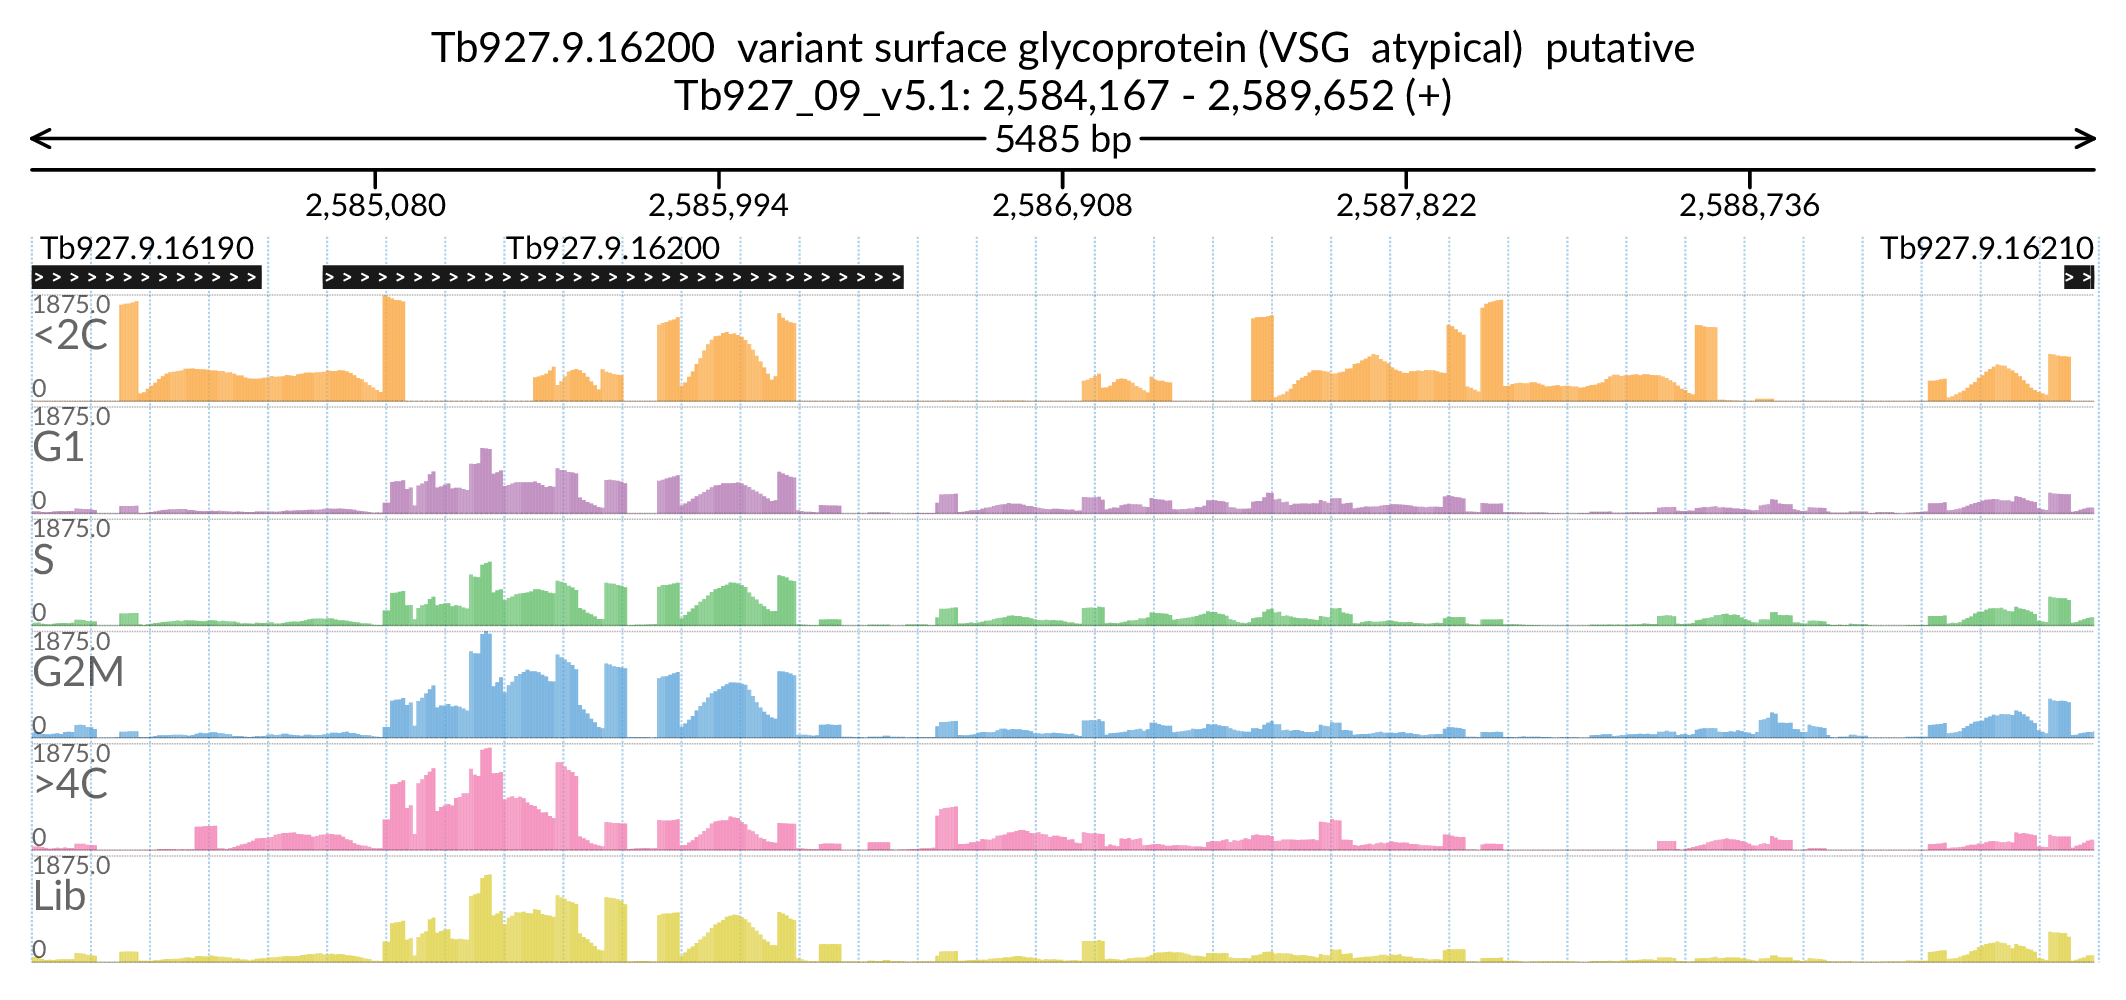 Tb927.9.16200 variant surface glycoprotein (VSG atypical) putative
Tb927_09_v5.1: 2,584,167 - 2,589,652 (+)
5485 bp
2,585,080 2,585,994 2,586,908 2,587,822 2,588,736
Tb927.9.16190 Tb927.9.16200 Tb927.9.16210
1875.0
<2C
0
1875.0
G1
0
1875.0
S
0
1875.0
G2M
0
1875.0
>4C
0
1875.0
Lib
0